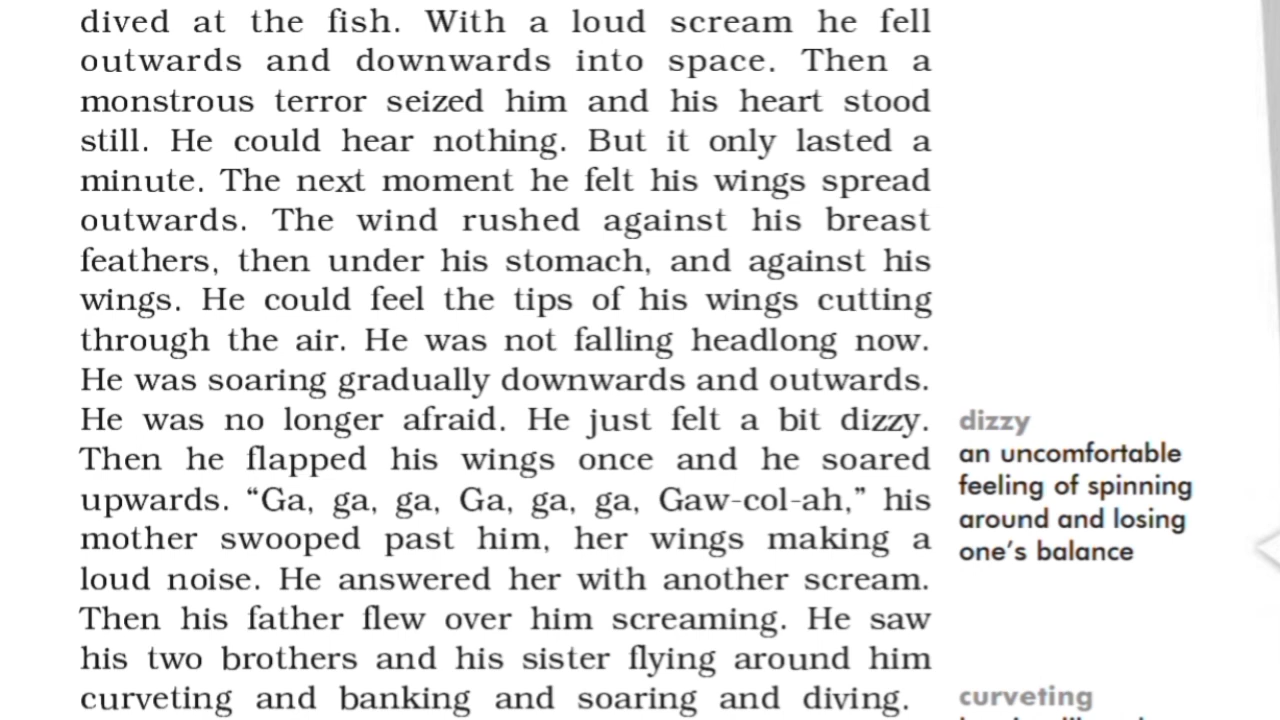 dived at the fish. With a loud scream he fell
outwards and downwards into space. Then a
monstrous terror seized him and his heart stood
still. He could hear nothing. But it only lasted a
minute. The next moment he felt his wings spread
outwards. The wind rushed against his breast
feathers, then under his stomach, and against his
wings. He could feel the tips of his wings cutting
through the air. He was not falling headlong now.
He was soaring gradually downwards and outwards.
He was no longer afraid. He just felt a bit dizzy.
Then he flapped his wings once and he soared
upwards. “Ga, ga, ga, Ga, ga, ga, Gaw-col-ah,” his
mother swooped past him, her wings making a
loud noise. He answered her with another scream.
Then his father flew over him screaming. He saw
his two brothers and his sister flying around him
curveting and banking and soaring and diving.
dizzy
an uncomfortable
feeling of spinning
around and losing
one’s balance
curveting